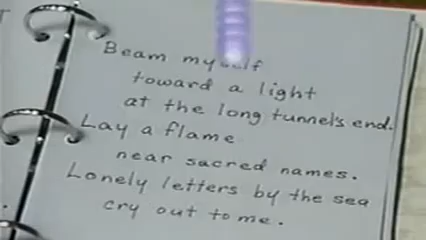 Beam myself
toward a light
at the long tunnel's end.
Lay a flame
near sacred names.
Lonely letters by the sea
cry out to me.